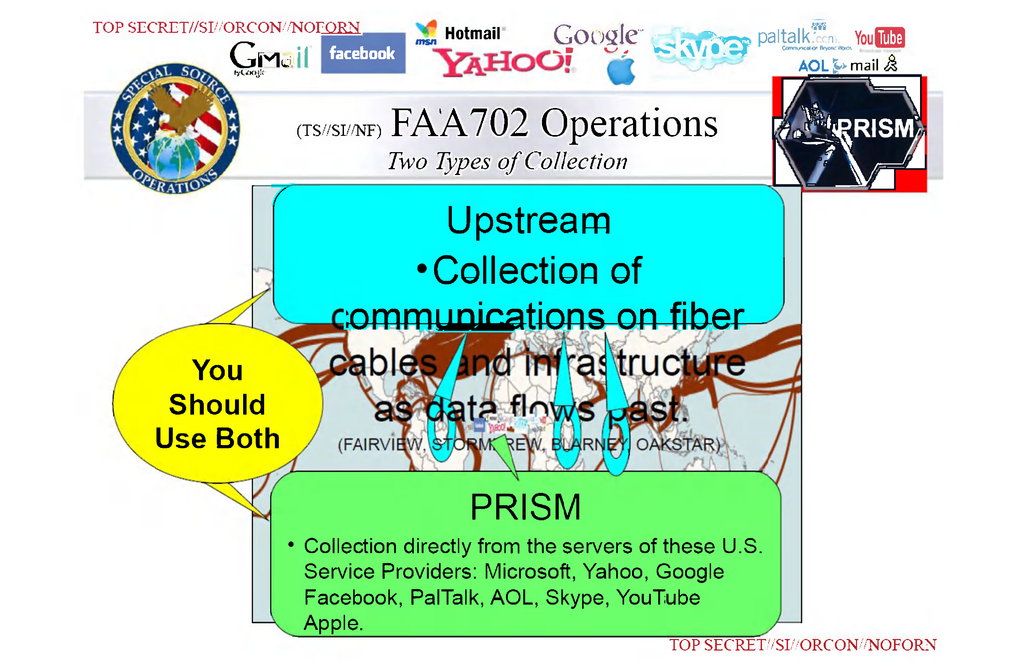 TOP SECRET//SI//ORCON//NOFORN
Gmail
by Google
facebook
msn Hotmail
YAHOO!
Google
skype
paltalk.com
Communication Beyond Words
YouTube
AOL mail
SPECIAL SOURCE OPERATIONS
(TS//SI//NF) FAA702 Operations
Two Types of Collection
PRISM
Upstream
•Collection of
communications on fiber
cables and infrastructure
as data flows past.
(FAIRVIEW, STORMBREW, BLARNEY, OAKSTAR)
You
Should
Use Both
PRISM
• Collection directly from the servers of these U.S.
Service Providers: Microsoft, Yahoo, Google
Facebook, PalTalk, AOL, Skype, YouTube
Apple.
TOP SECRET//SI//ORCON//NOFORN